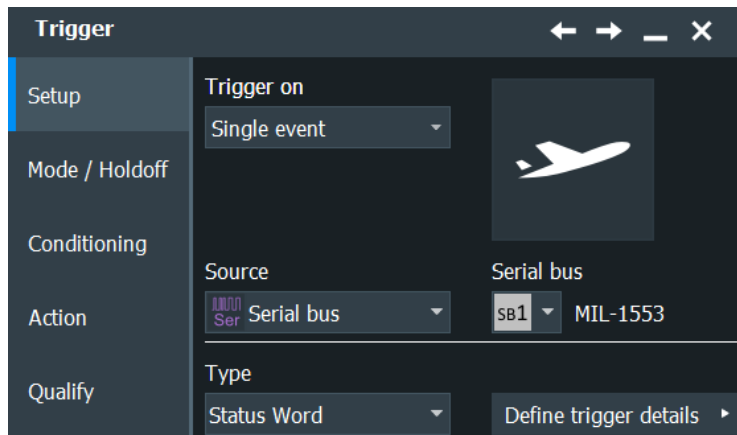 Trigger
Setup
Mode / Holdoff
Conditioning
Action
Qualify
Trigger on
Single event
Source
Ser Serial bus
Serial bus
SB1 MIL-1553
Type
Status Word
Define trigger details